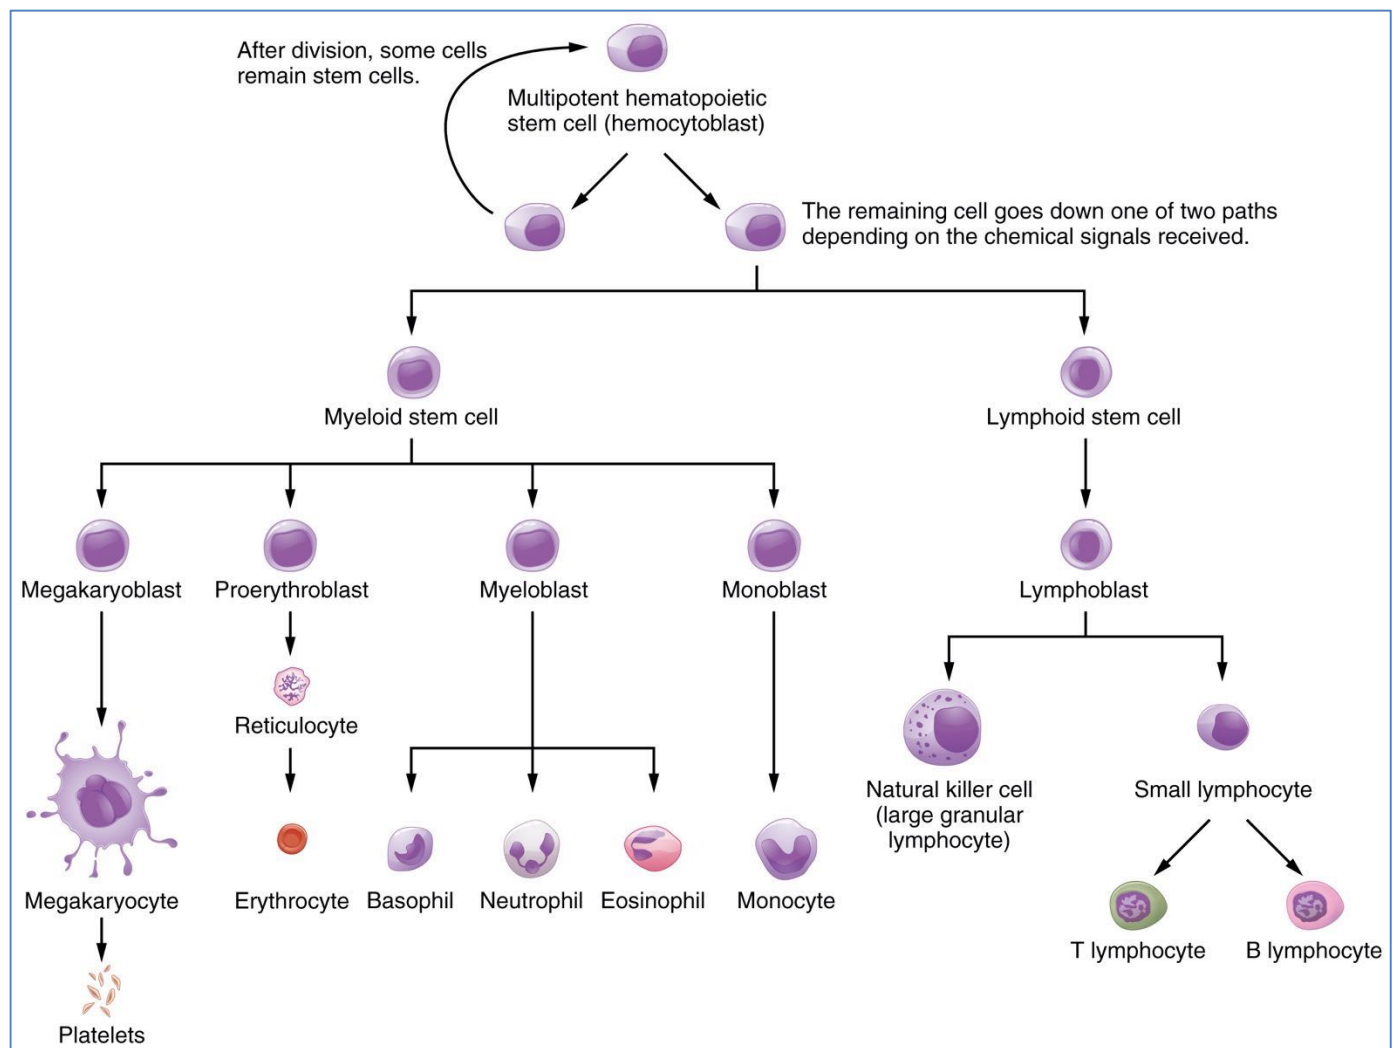 After division, some cells
remain stem cells.
Multipotent hematopoietic
stem cell (hemocytoblast)
The remaining cell goes down one of two paths
depending on the chemical signals received.
Myeloid stem cell
Lymphoid stem cell
Megakaryoblast
Proerythroblast
Myeloblast
Monoblast
Lymphoblast
Reticulocyte
Natural killer cell
(large granular
lymphocyte)
Small lymphocyte
Megakaryocyte
Erythrocyte
Basophil
Neutrophil
Eosinophil
Monocyte
T lymphocyte
B lymphocyte
Platelets